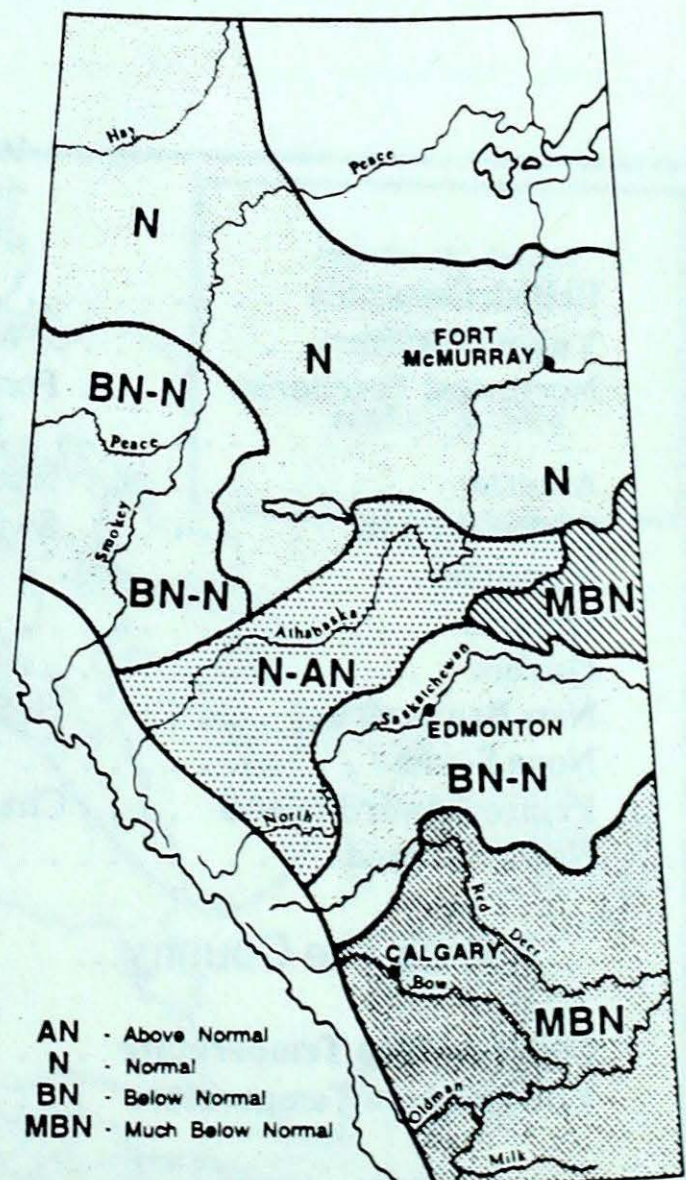 Hay
Peace
N
N
FORT
McMURRAY
BN-N
Peace
Smokey
N
BN-N
MBN
Athabaska
N-AN
Saskatchewan
EDMONTON
BN-N
North
Red
Deer
CALGARY
Bow
MBN
AN - Above Normal
N - Normal
BN - Below Normal
MBN - Much Below Normal
Oldman
Milk